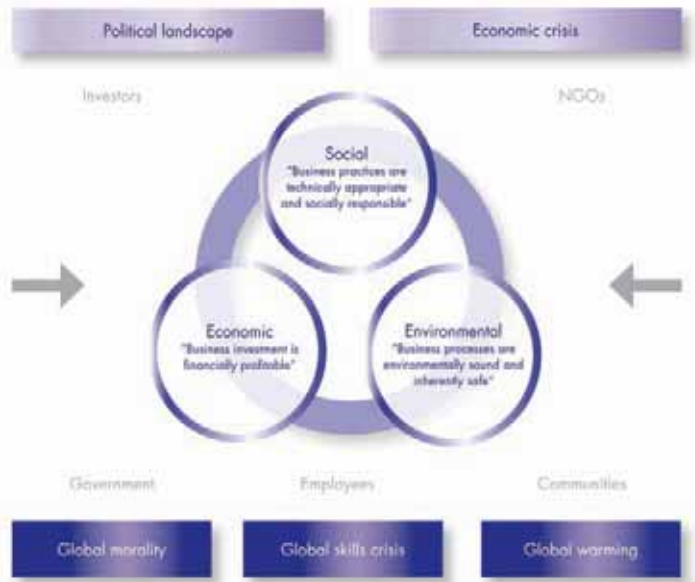 Political landscape
Economic crisis
Investors
NGOs
Social
"Business practices are
technically appropriate
and socially responsible"
Economic
"Business investment is
financially profitable"
Environmental
"Business processes are
environmentally sound and
inherently safe"
Government
Employees
Communities
Global morality
Global skills crisis
Global warming